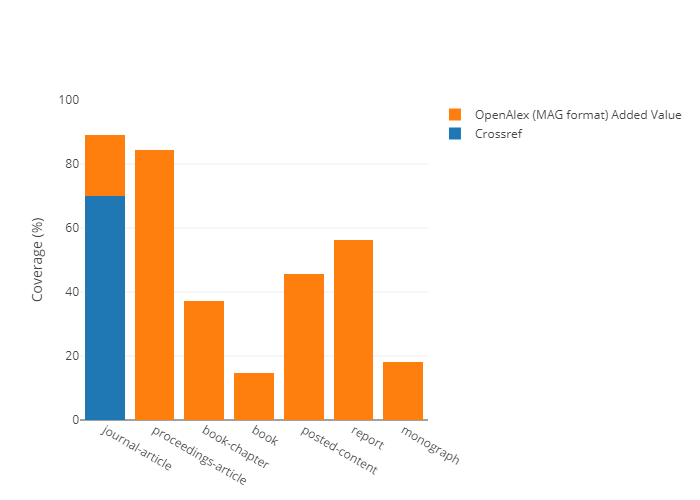 OpenAlex (MAG format) Added Value
Crossref
Coverage (%)
100
80
60
40
20
0
journal-article
proceedings-article
book-chapter
book
posted-content
report
monograph